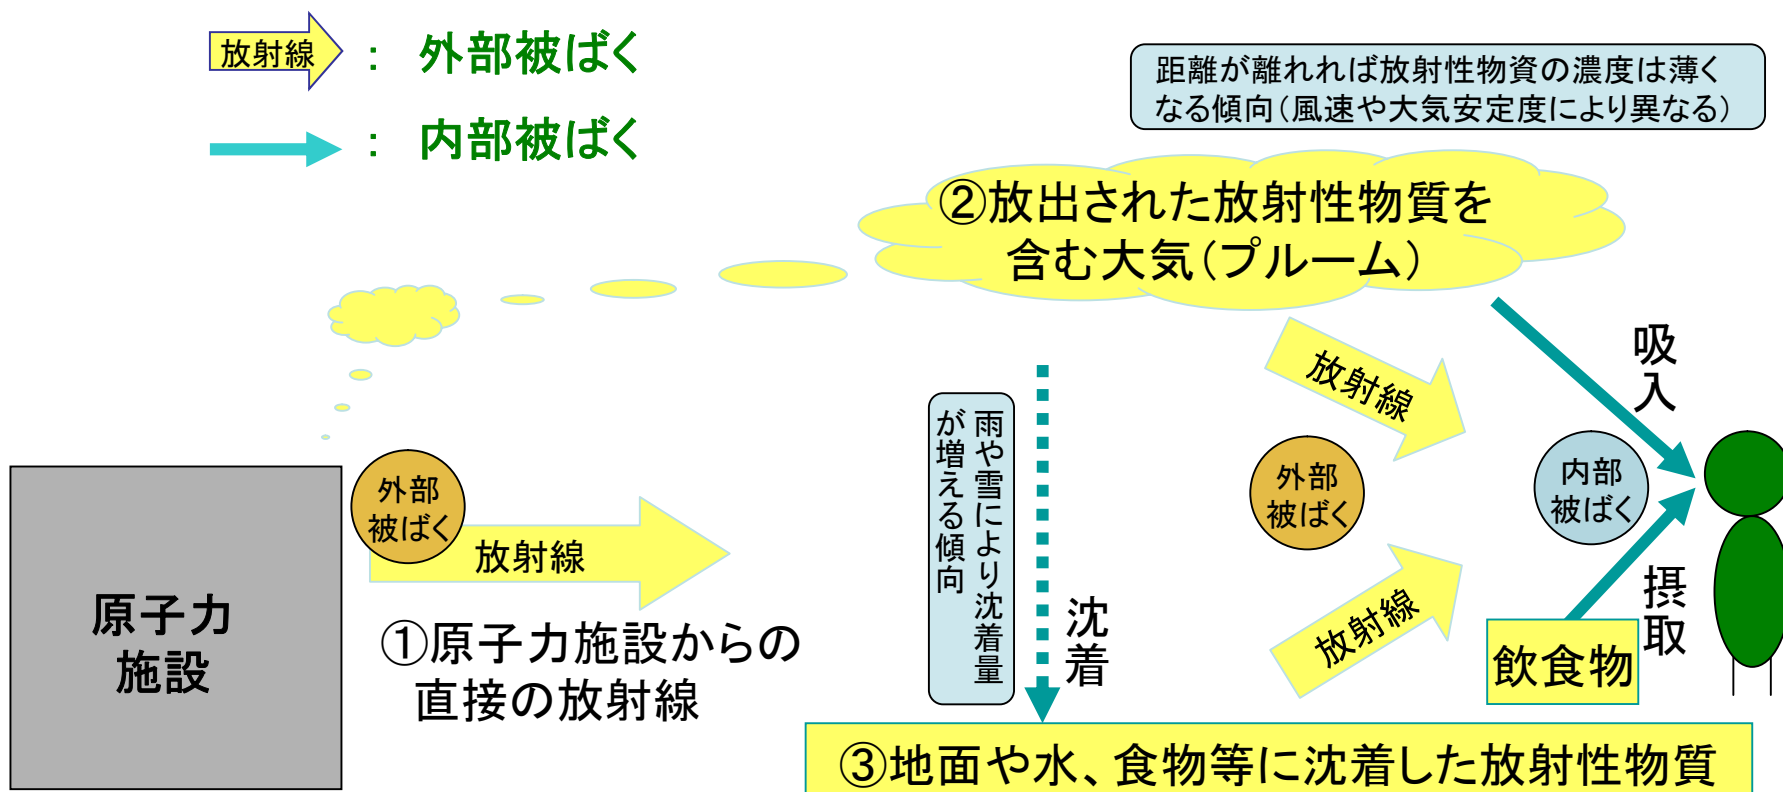 放射線 : 外部被ばく
: 内部被ばく
距離が離れれば放射性物資の濃度は薄く
なる傾向(風速や大気安定度により異なる)
②放出された放射性物質を
含む大気(プルーム)
放射線
吸入
雨や雪により沈着量
が増える傾向
沈着
外部
被ばく
放射線
①原子力施設からの
直接の放射線
原子力
施設
外部
被ばく
内部
被ばく
放射線
摂取
飲食物
③地面や水、食物等に沈着した放射性物質